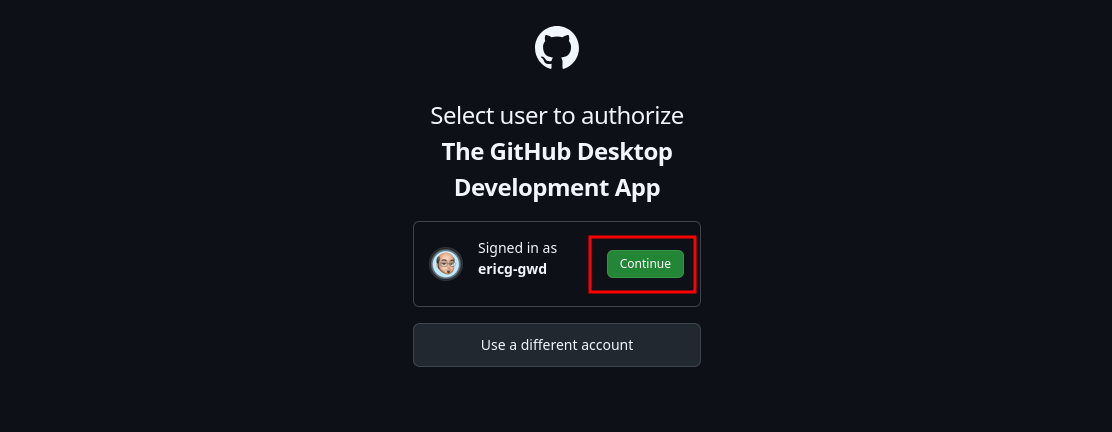 Select user to authorize
The GitHub Desktop
Development App
Signed in as
ericg-gwd
Continue
Use a different account